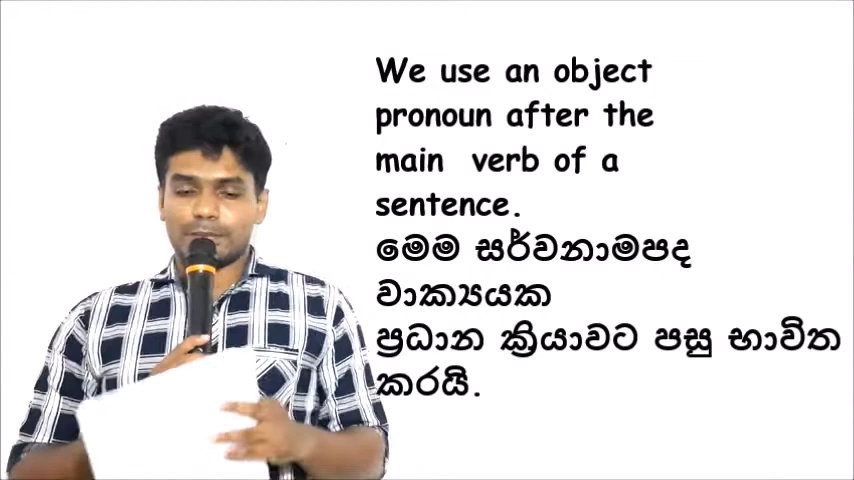 We use an object
pronoun after the
main verb of a
sentence.
මෙම සර්වනාමපද
වාක්‍යයක
ප්‍රධාන ක්‍රියාවට පසු භාවිත
කරයි.